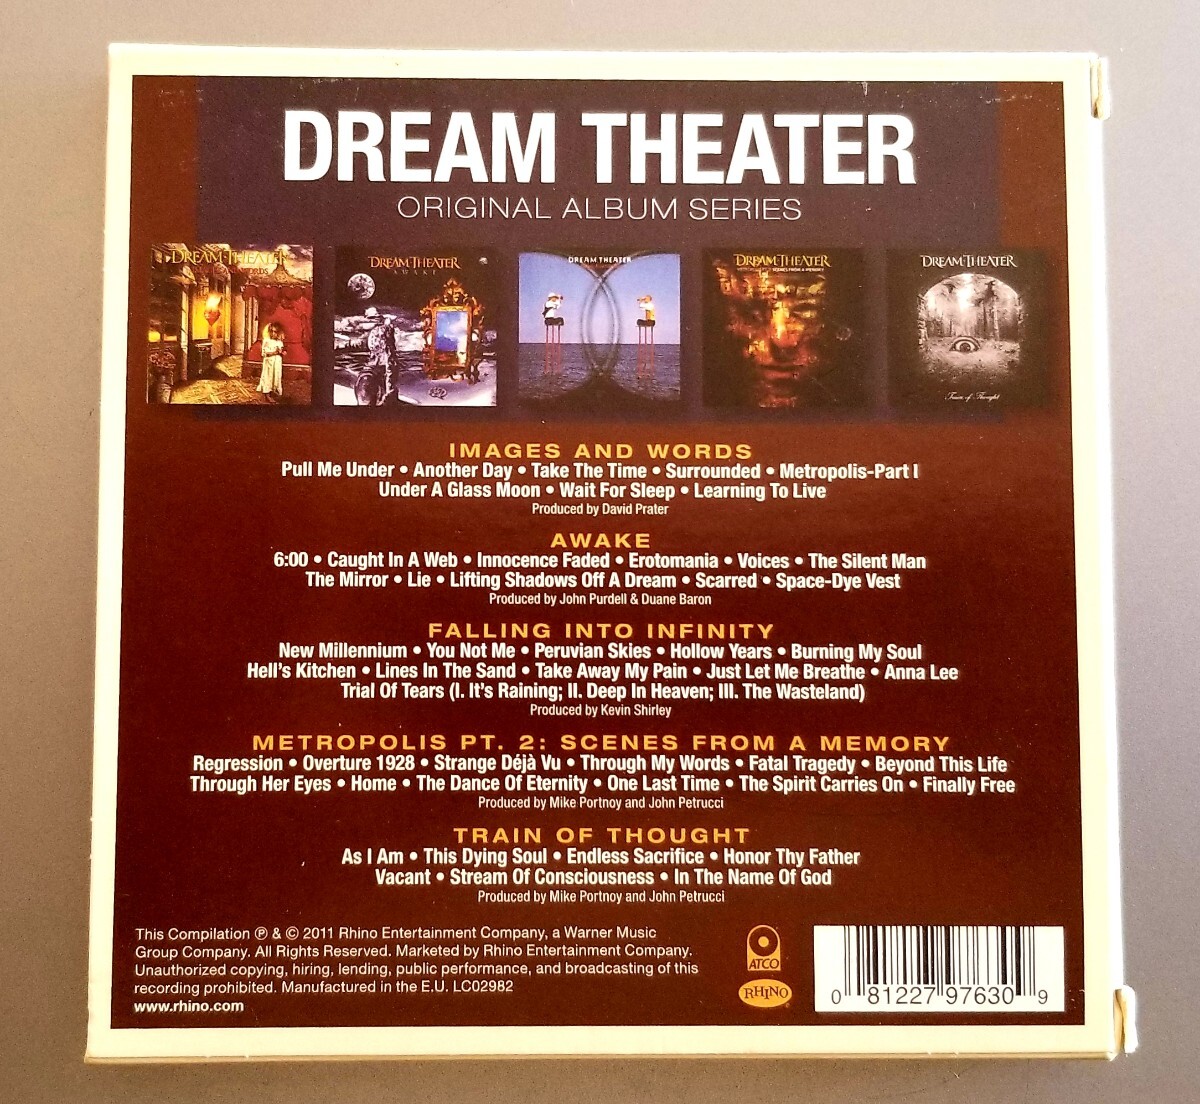 DREAM THEATER
ORIGINAL ALBUM SERIES
DREAM THEATER
WORDS
DREAM THEATER
AWAKE
DREAM THEATER
DREAM THEATER
SCENES FROM A MEMORY
DREAM THEATER
Train of Thought
IMAGES AND WORDS
Pull Me Under • Another Day • Take The Time • Surrounded • Metropolis-Part I
Under A Glass Moon • Wait For Sleep • Learning To Live
Produced by David Prater
AWAKE
6:00 • Caught In A Web • Innocence Faded • Erotomania • Voices • The Silent Man
The Mirror • Lie • Lifting Shadows Off A Dream • Scarred • Space-Dye Vest
Produced by John Purdell & Duane Baron
FALLING INTO INFINITY
New Millennium • You Not Me • Peruvian Skies • Hollow Years • Burning My Soul
Hell's Kitchen • Lines In The Sand • Take Away My Pain • Just Let Me Breathe • Anna Lee
Trial Of Tears (I. It's Raining; II. Deep In Heaven; III. The Wasteland)
Produced by Kevin Shirley
METROPOLIS PT. 2: SCENES FROM A MEMORY
Regression • Overture 1928 • Strange Déjà Vu • Through My Words • Fatal Tragedy • Beyond This Life
Through Her Eyes • Home • The Dance Of Eternity • One Last Time • The Spirit Carries On • Finally Free
Produced by Mike Portnoy and John Petrucci
TRAIN OF THOUGHT
As I Am • This Dying Soul • Endless Sacrifice • Honor Thy Father
Vacant • Stream Of Consciousness • In The Name Of God
Produced by Mike Portnoy and John Petrucci
This Compilation ℗ & © 2011 Rhino Entertainment Company, a Warner Music
Group Company. All Rights Reserved. Marketed by Rhino Entertainment Company.
Unauthorized copying, hiring, lending, public performance, and broadcasting of this
recording prohibited. Manufactured in the E.U. LC02982
www.rhino.com
ATCO
RHINO
0 81227 97630 9